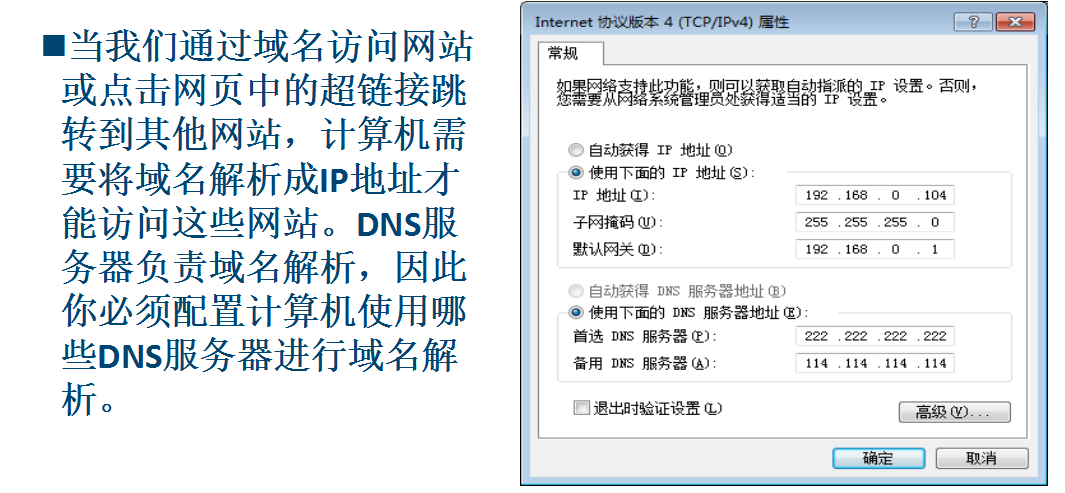 ■当我们通过域名访问网站
或点击网页中的超链接跳
转到其他网站，计算机需
要将域名解析成IP地址才
能访问这些网站。DNS服
务器负责域名解析，因此
你必须配置计算机使用哪
些DNS服务器进行域名解
析。
Internet 协议版本 4 (TCP/IPv4) 属性
常规
如果网络支持此功能，则可以获取自动指派的 IP 设置。否则，
您需要从网络系统管理员处获得适当的 IP 设置。
自动获得 IP 地址(O)
使用下面的 IP 地址(S):
IP 地址(I): 192 .168 . 0 .104
子网掩码(U): 255 .255 .255 . 0
默认网关(D): 192 .168 . 0 . 1
自动获得 DNS 服务器地址(B)
使用下面的 DNS 服务器地址(E):
首选 DNS 服务器(P): 222 .222 .222 .222
备用 DNS 服务器(A): 114 .114 .114 .114
退出时验证设置(L)
高级(V)...
确定 取消